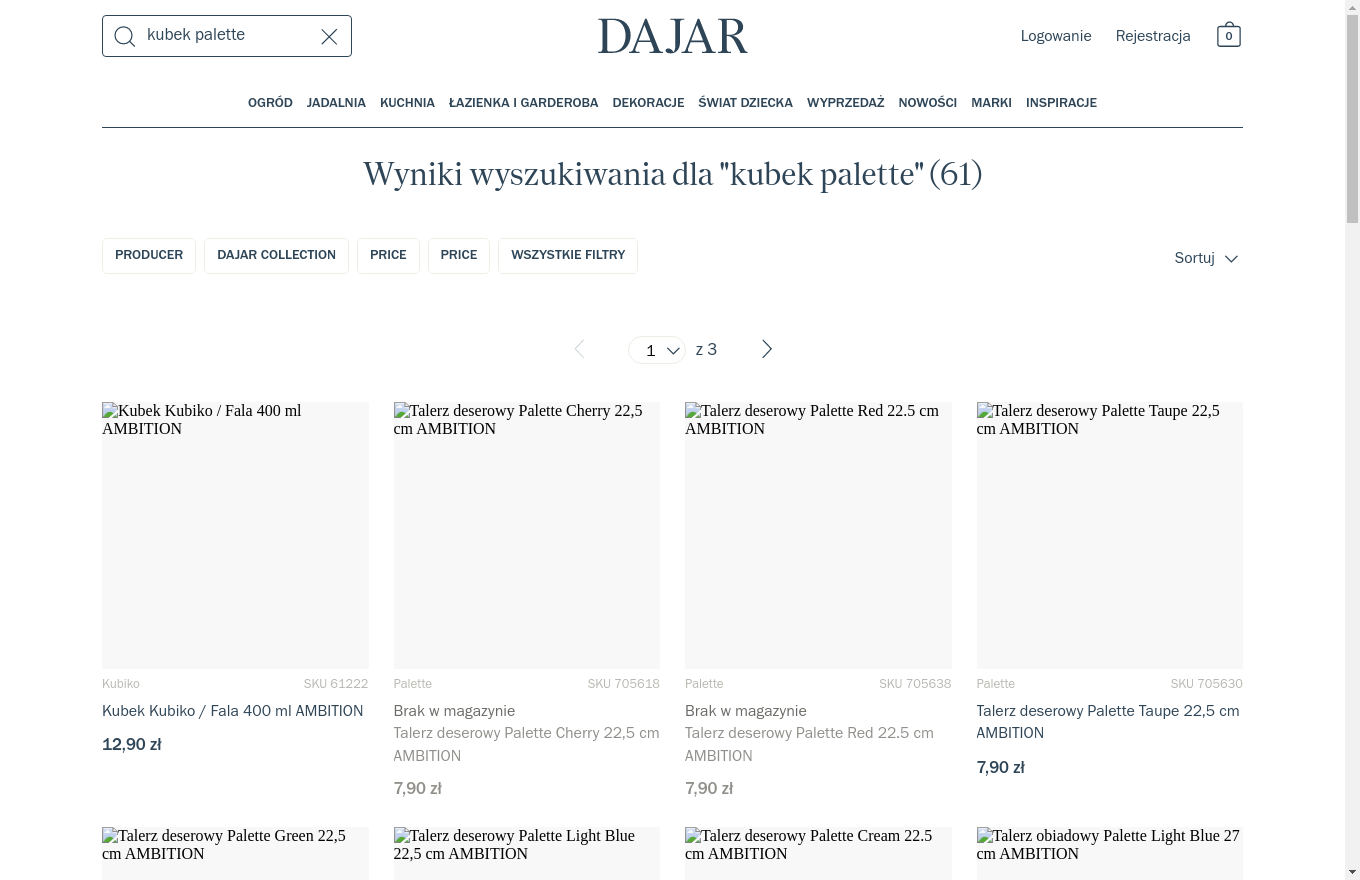 kubek palette
DAJAR
Logowanie
Rejestracja
0
OGRÓD JADALNIA KUCHNIA ŁAZIENKA I GARDEROBA DEKORACJE ŚWIAT DZIECKA WYPRZEDAŻ NOWOŚCI MARKI INSPIRACJE
Wyniki wyszukiwania dla "kubek palette" (61)
PRODUCER
DAJAR COLLECTION
PRICE
PRICE
WSZYSTKIE FILTRY
Sortuj
1 z 3
Kubek Kubiko / Fala 400 ml
AMBITION
Kubiko SKU 61222
Kubek Kubiko / Fala 400 ml AMBITION
12,90 zł
Talerz deserowy Palette Cherry 22,5
cm AMBITION
Palette SKU 705618
Brak w magazynie
Talerz deserowy Palette Cherry 22,5 cm
AMBITION
7,90 zł
Talerz deserowy Palette Red 22.5 cm
AMBITION
Palette SKU 705638
Brak w magazynie
Talerz deserowy Palette Red 22.5 cm
AMBITION
7,90 zł
Talerz deserowy Palette Taupe 22,5
cm AMBITION
Palette SKU 705630
Talerz deserowy Palette Taupe 22,5 cm
AMBITION
7,90 zł
Talerz deserowy Palette Green 22,5
cm AMBITION
Talerz deserowy Palette Light Blue
22,5 cm AMBITION
Talerz deserowy Palette Cream 22.5
cm AMBITION
Talerz obiadowy Palette Light Blue 27
cm AMBITION